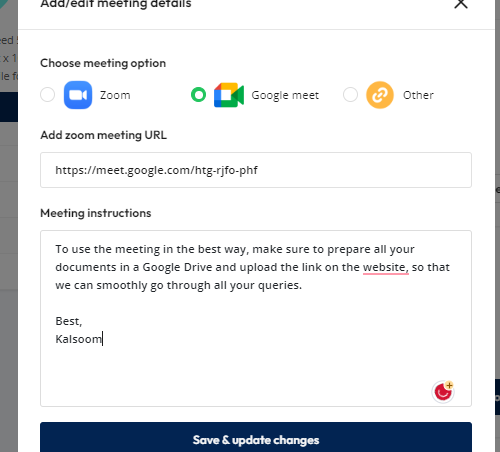 Add/edit meeting details
Choose meeting option
Zoom
Google meet
Other
Add zoom meeting URL
https://meet.google.com/htg-rjfo-phf
Meeting instructions
To use the meeting in the best way, make sure to prepare all your
documents in a Google Drive and upload the link on the website, so that
we can smoothly go through all your queries.
Best,
Kalsoom
Save & update changes